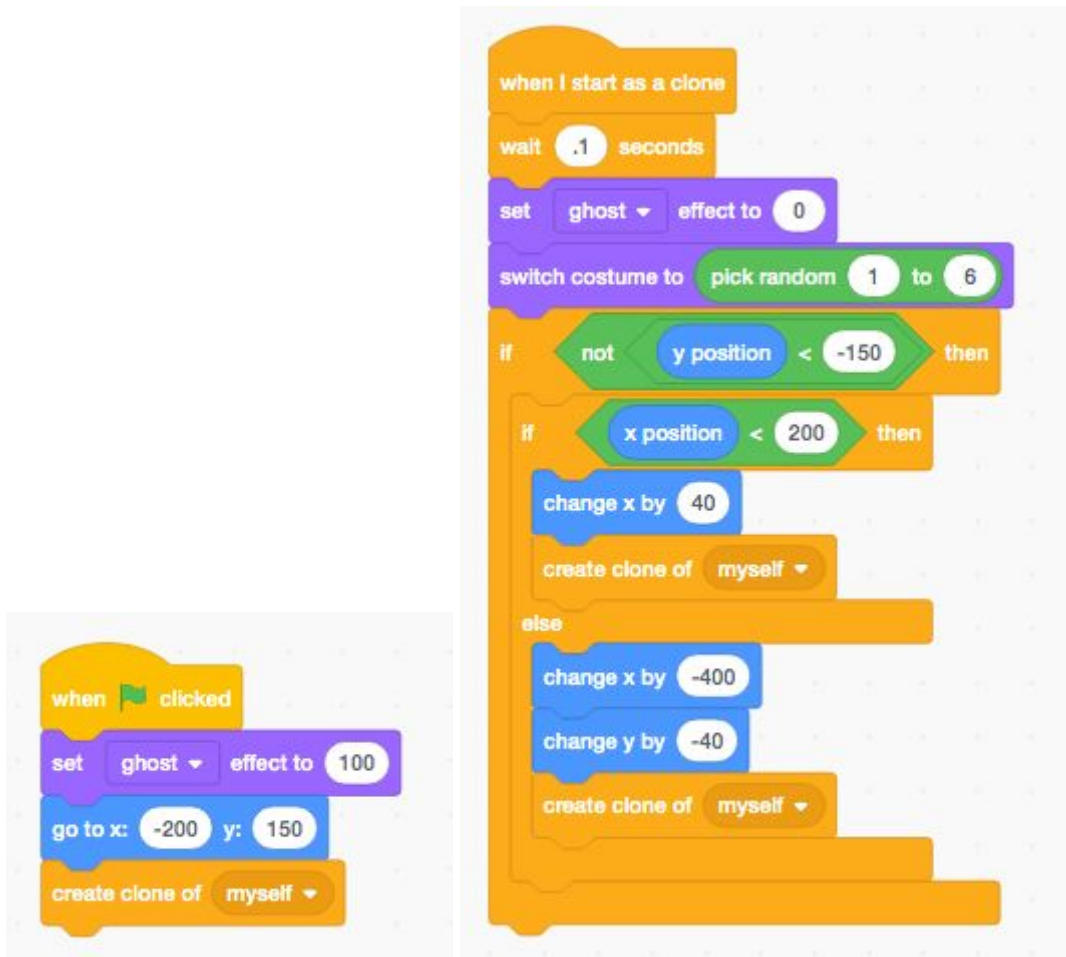 when clicked
set ghost effect to 100
go to x: -200 y: 150
create clone of myself
when I start as a clone
wait .1 seconds
set ghost effect to 0
switch costume to pick random 1 to 6
if not y position < -150 then
if x position < 200 then
change x by 40
create clone of myself
else
change x by -400
change y by -40
create clone of myself